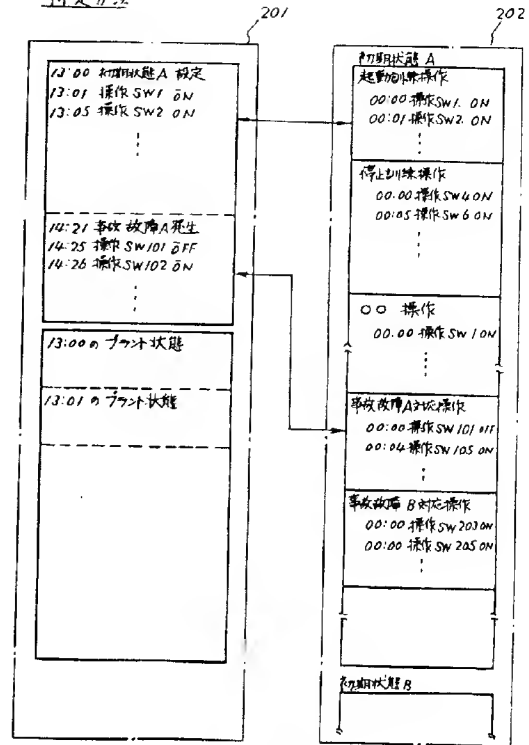 201
202
13:00 初期状態A 設定
13:01 操作 SW1 ON
13:05 操作 SW2 ON
14:21 事故故障A発生
14:25 操作 SW101 OFF
14:26 操作 SW102 ON
13:00 の プラント状態
13:01 の プラント状態
初期状態 A
起動訓練操作
00:00 操作 SW1. ON
00:01 操作 SW2. ON
停止訓練操作
00.00 操作 SW4 ON
00:05 操作 SW6 ON
○○ 操作
00.00 操作 SW1 ON
事故故障A対応操作
00:00 操作 SW101 OFF
00:04 操作 SW105 ON
事故故障 B 対応操作
00:00 操作 SW203 ON
00:00 操作 SW205 ON
初期状態 B